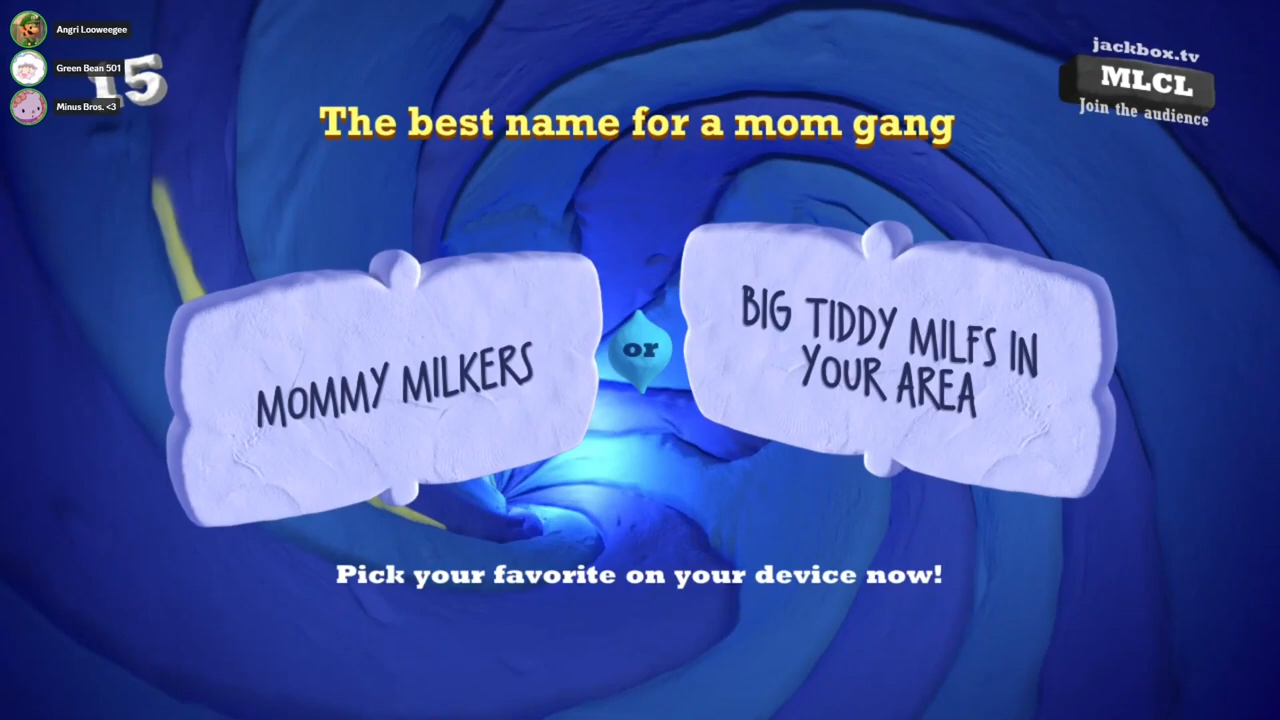 Angri Looweegee
Green Bean 501
Minus Bros. <3
15
jackbox.tv
MLCL
Join the audience
The best name for a mom gang
MOMMY MILKERS
or
BIG TIDDY MILFS IN
YOUR AREA
Pick your favorite on your device now!